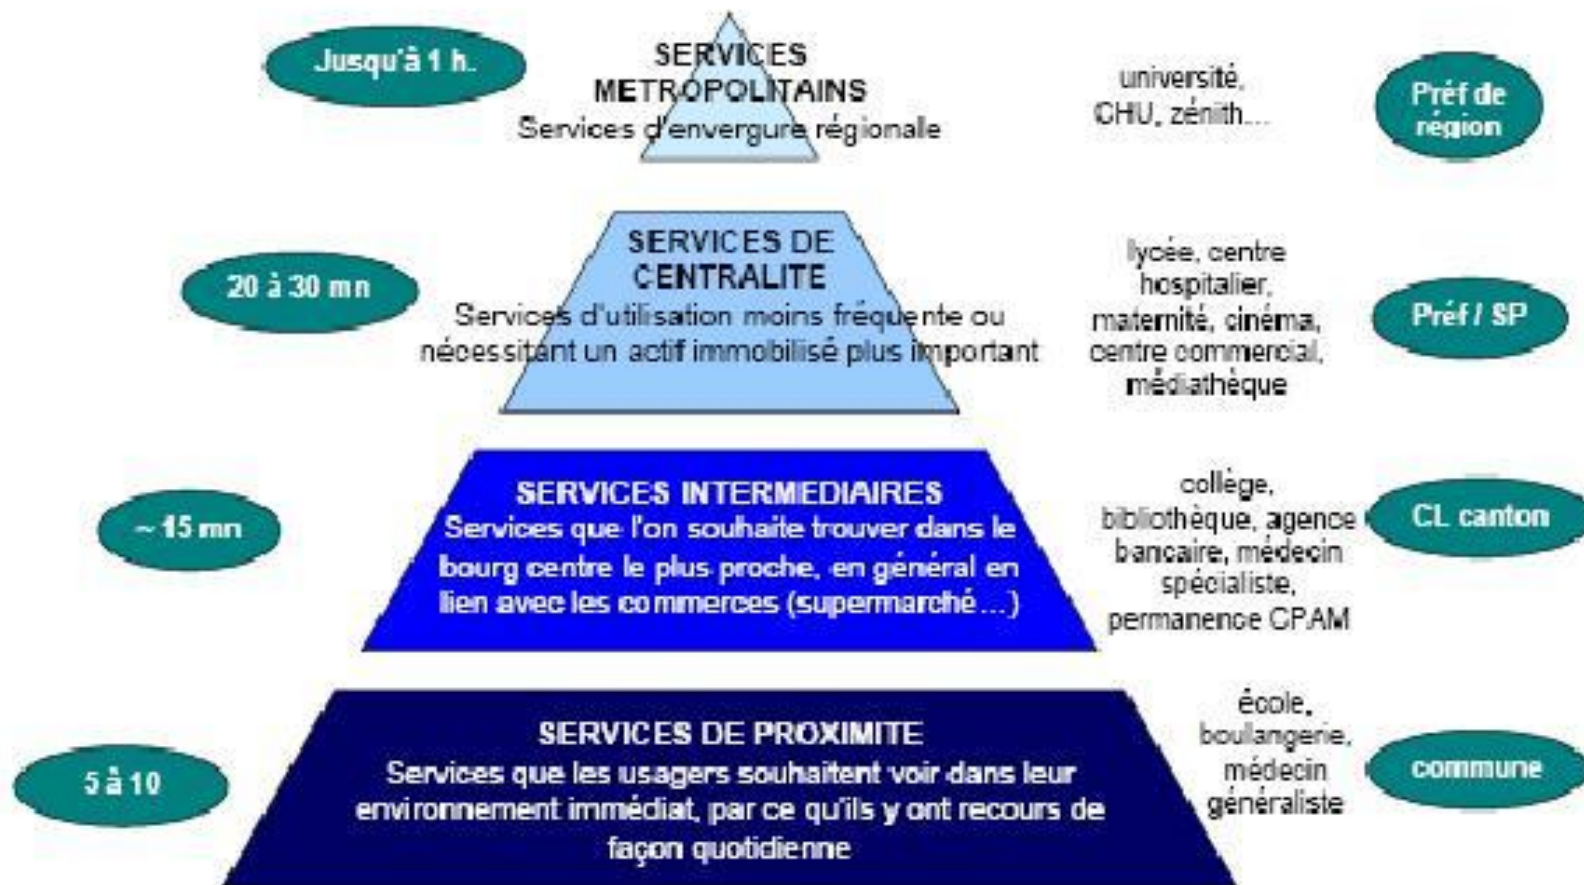 Jusqu'à 1 h.
SERVICES
METROPOLITAINS
Services d'envergure régionale
université,
CHU, zénith...
Préf de
région
20 à 30 mn
SERVICES DE
CENTRALITE
Services d'utilisation moins fréquente ou
nécessitant un actif immobilisé plus important
lycée, centre
hospitalier,
maternité, cinéma,
centre commercial,
médiathèque
Préf / SP
~ 15 mn
SERVICES INTERMEDIAIRES
Services que l'on souhaite trouver dans le
bourg centre le plus proche, en général en
lien avec les commerces (supermarché...)
collège,
bibliothèque, agence
bancaire, médecin
spécialiste,
permanence CPAM
CL canton
5 à 10
SERVICES DE PROXIMITE
Services que les usagers souhaitent voir dans leur
environnement immédiat, par ce qu'ils y ont recours de
façon quotidienne
école,
boulangerie,
médecin
généraliste
commune